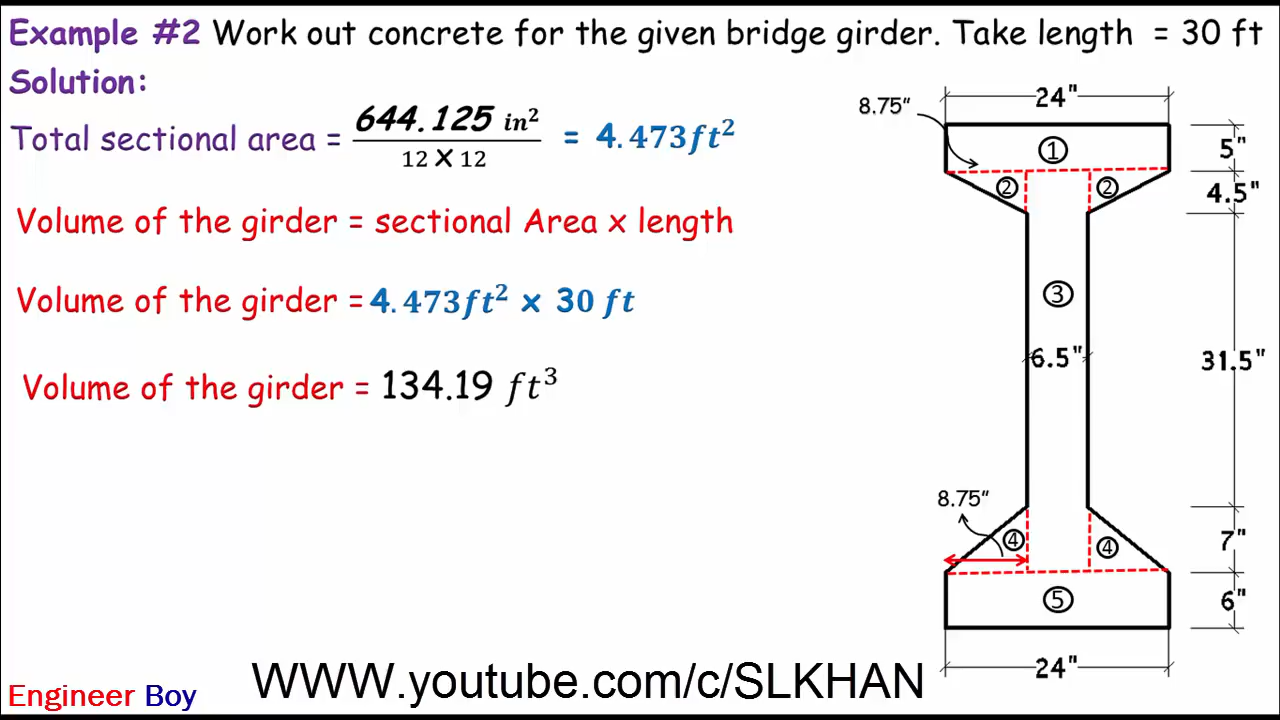 Example #2 Work out concrete for the given bridge girder. Take length = 30 ft
Solution:
Total sectional area = 644.125 in² / 12 X 12 = 4.473ft²
Volume of the girder = sectional Area x length
Volume of the girder = 4.473ft² x 30 ft
Volume of the girder = 134.19 ft³
24"
8.75"
①
5"
②
②
4.5"
③
6.5"
31.5"
8.75"
④
④
7"
⑤
6"
24"
WWW.youtube.com/c/SLKHAN
Engineer Boy